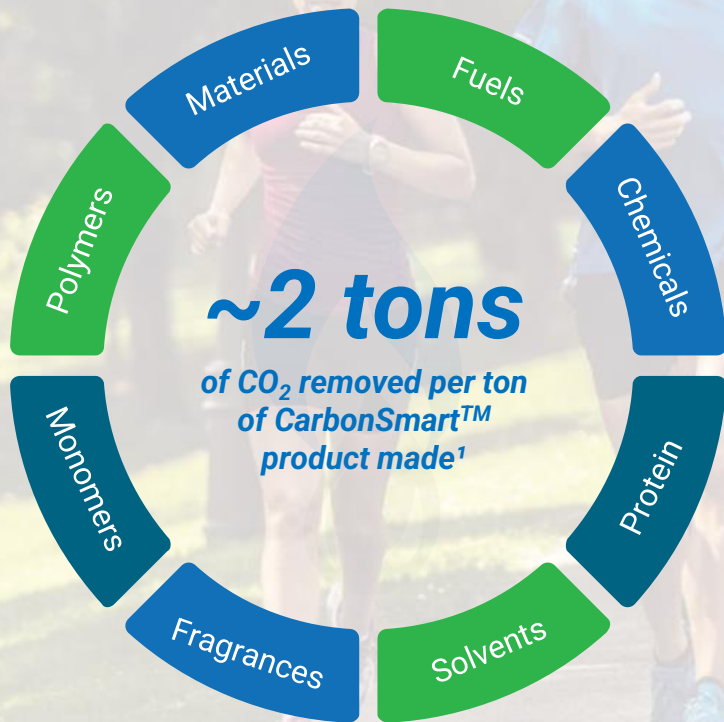 Materials
Fuels
Chemicals
Protein
Solvents
Fragrances
Monomers
Polymers
~2 tons
of CO₂ removed per ton
of CarbonSmart™
product made¹